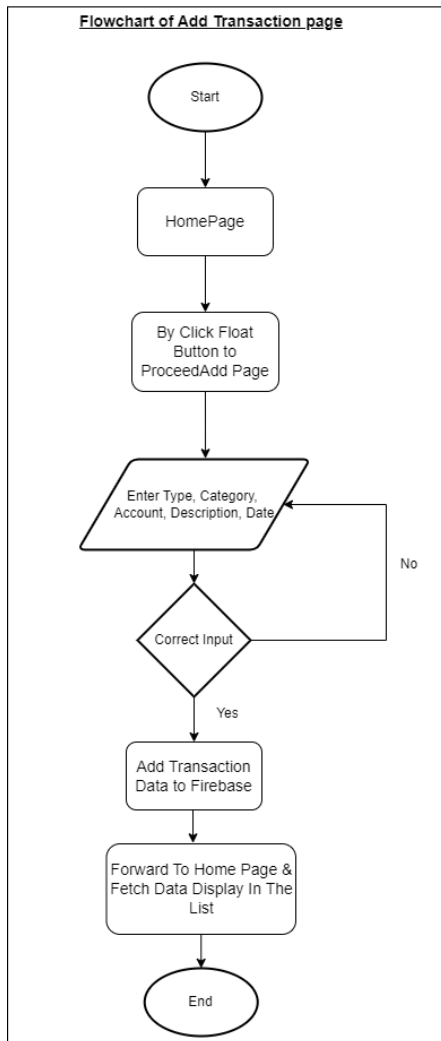 Flowchart of Add Transaction page
Start
HomePage
By Click Float
Button to
ProceedAdd Page
Enter Type, Category,
Account, Description, Date
No
Correct Input
Yes
Add Transaction
Data to Firebase
Forward To Home Page &
Fetch Data Display In The
List
End